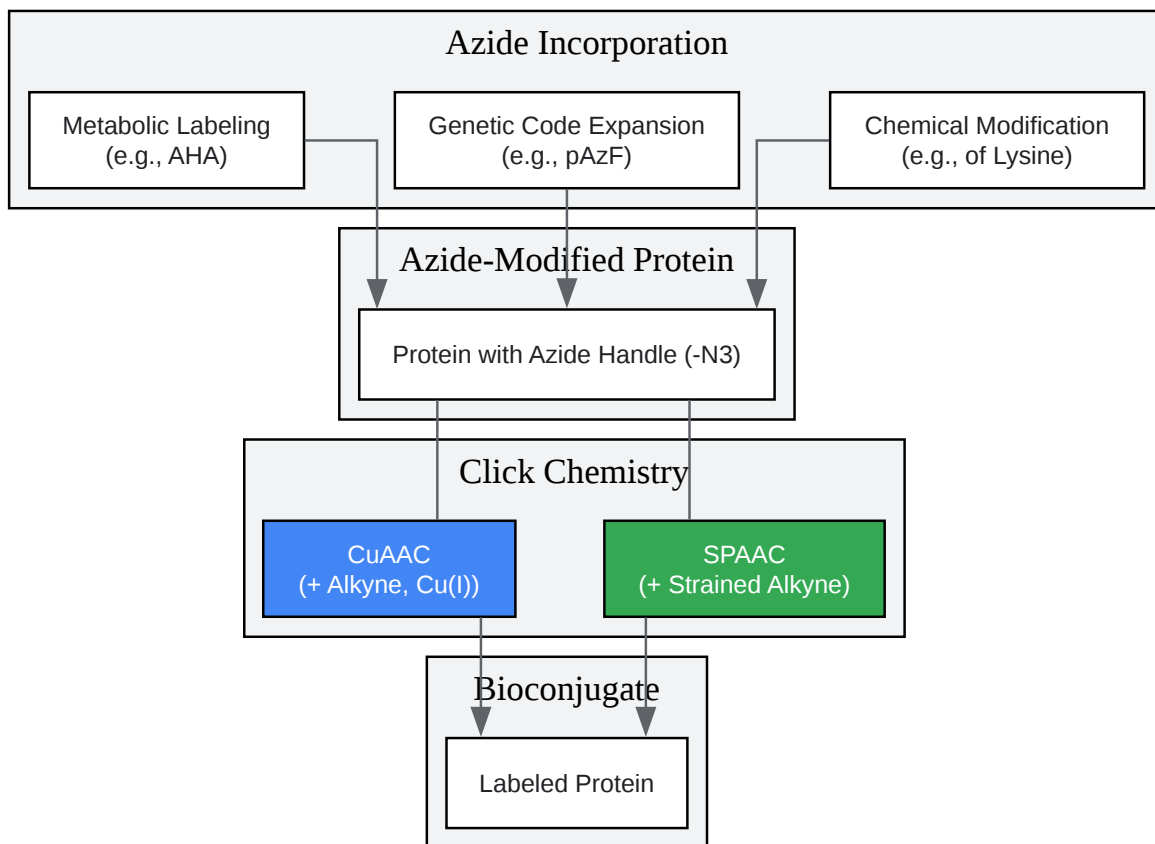 Azide Incorporation
Metabolic Labeling
(e.g., AHA)
Genetic Code Expansion
(e.g., pAzF)
Chemical Modification
(e.g., of Lysine)
Azide-Modified Protein
Protein with Azide Handle (-N3)
Click Chemistry
CuAAC
(+ Alkyne, Cu(I))
SPAAC
(+ Strained Alkyne)
Bioconjugate
Labeled Protein